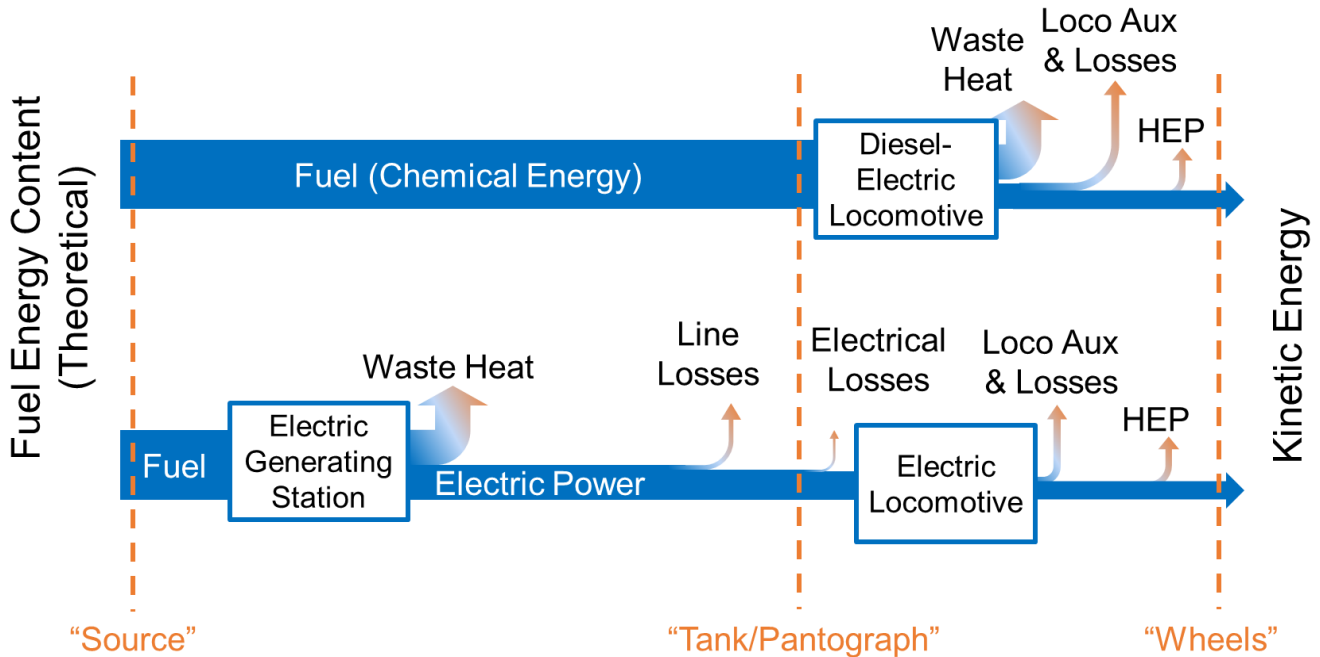 Fuel Energy Content
(Theoretical)
Waste
Heat
Loco Aux
& Losses
HEP
Fuel (Chemical Energy)
Diesel-
Electric
Locomotive
Kinetic Energy
Waste Heat
Line
Losses
Electrical
Losses
Loco Aux
& Losses
HEP
Fuel
Electric
Generating
Station
Electric Power
Electric
Locomotive
“Source”
“Tank/Pantograph”
“Wheels”